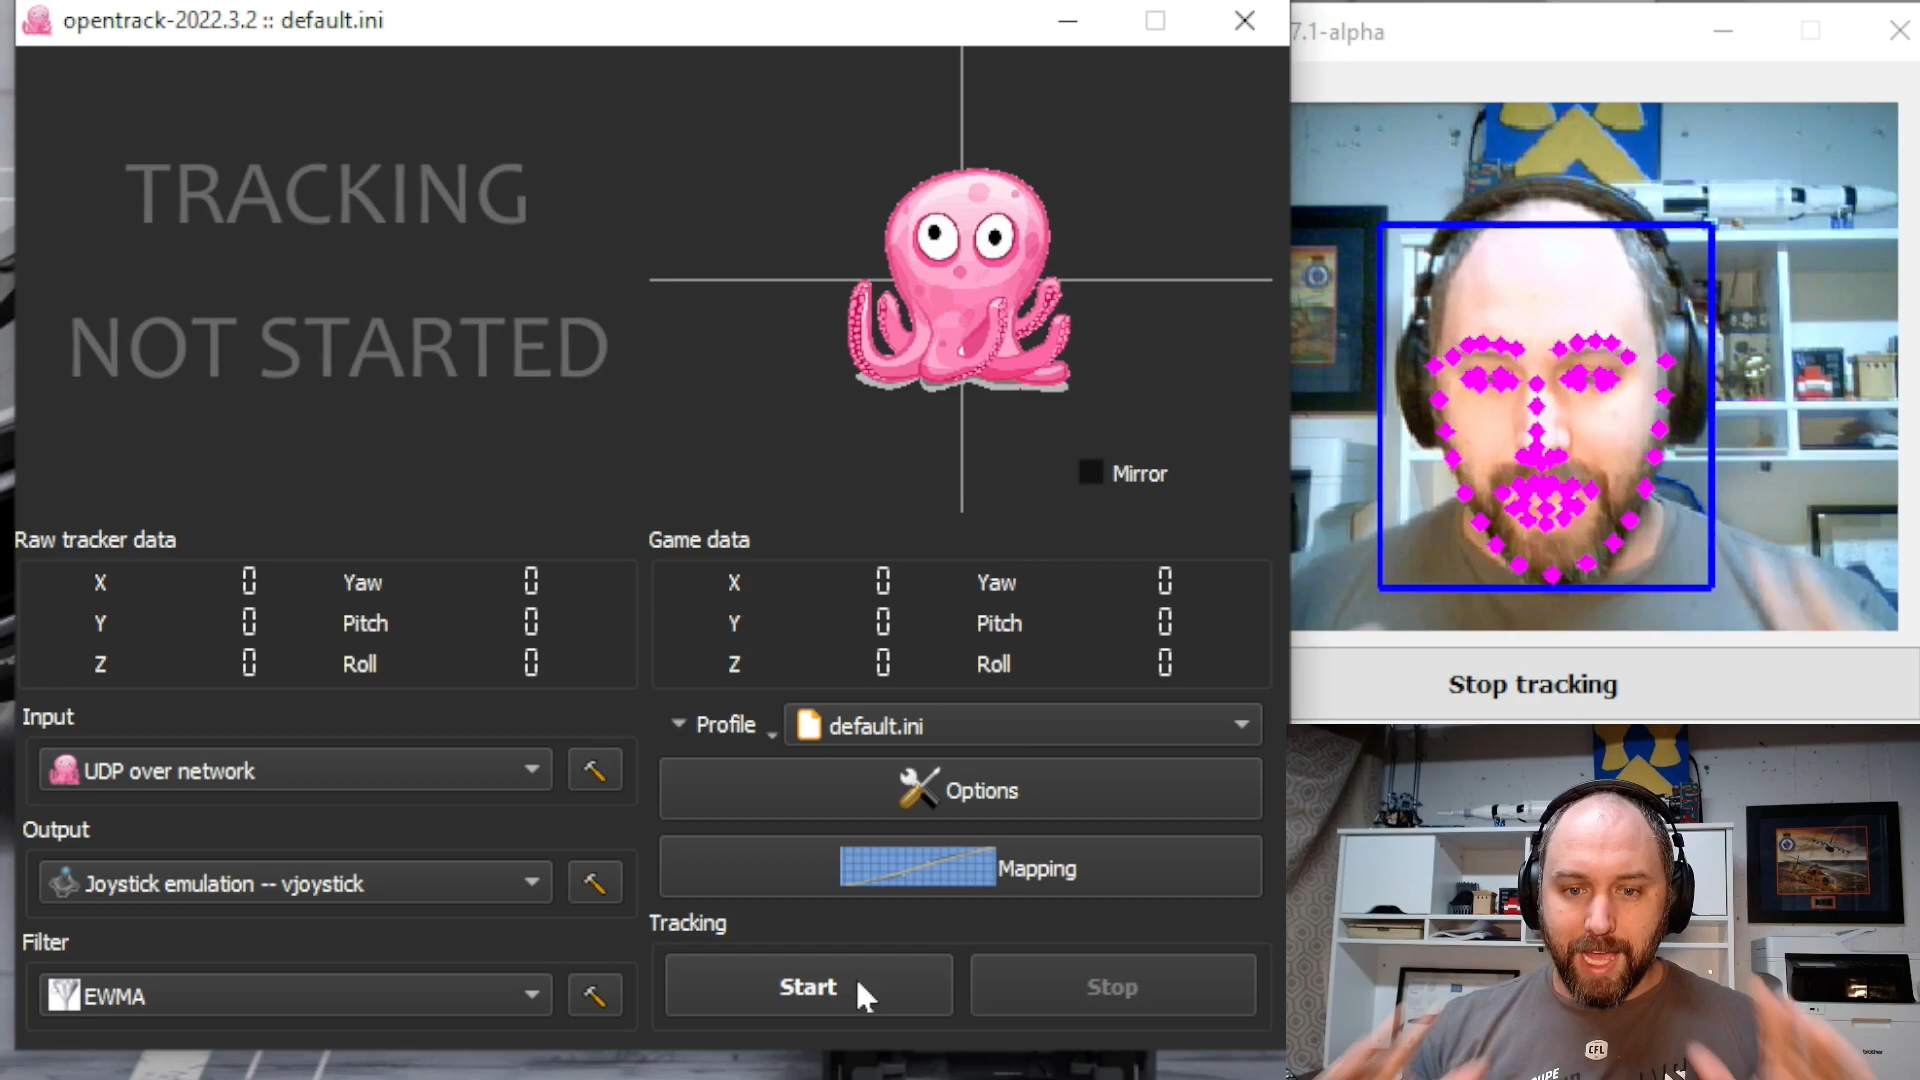 opentrack-2022.3.2 :: default.ini
TRACKING
NOT STARTED
Mirror
Raw tracker data
X 0 Yaw 0
Y 0 Pitch 0
Z 0 Roll 0
Game data
X 0 Yaw 0
Y 0 Pitch 0
Z 0 Roll 0
Input
UDP over network
Output
Joystick emulation -- vjoystick
Filter
EWMA
Profile
default.ini
Options
Mapping
Tracking
Start
Stop
7.1-alpha
Stop tracking
CFL
brother